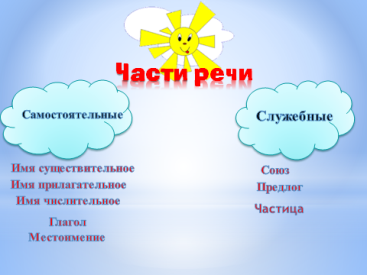 Части речи
Самостоятельные
Служебные
Имя существительное
Имя прилагательное
Имя числительное
Глагол
Местоимение
Союз
Предлог
Частица